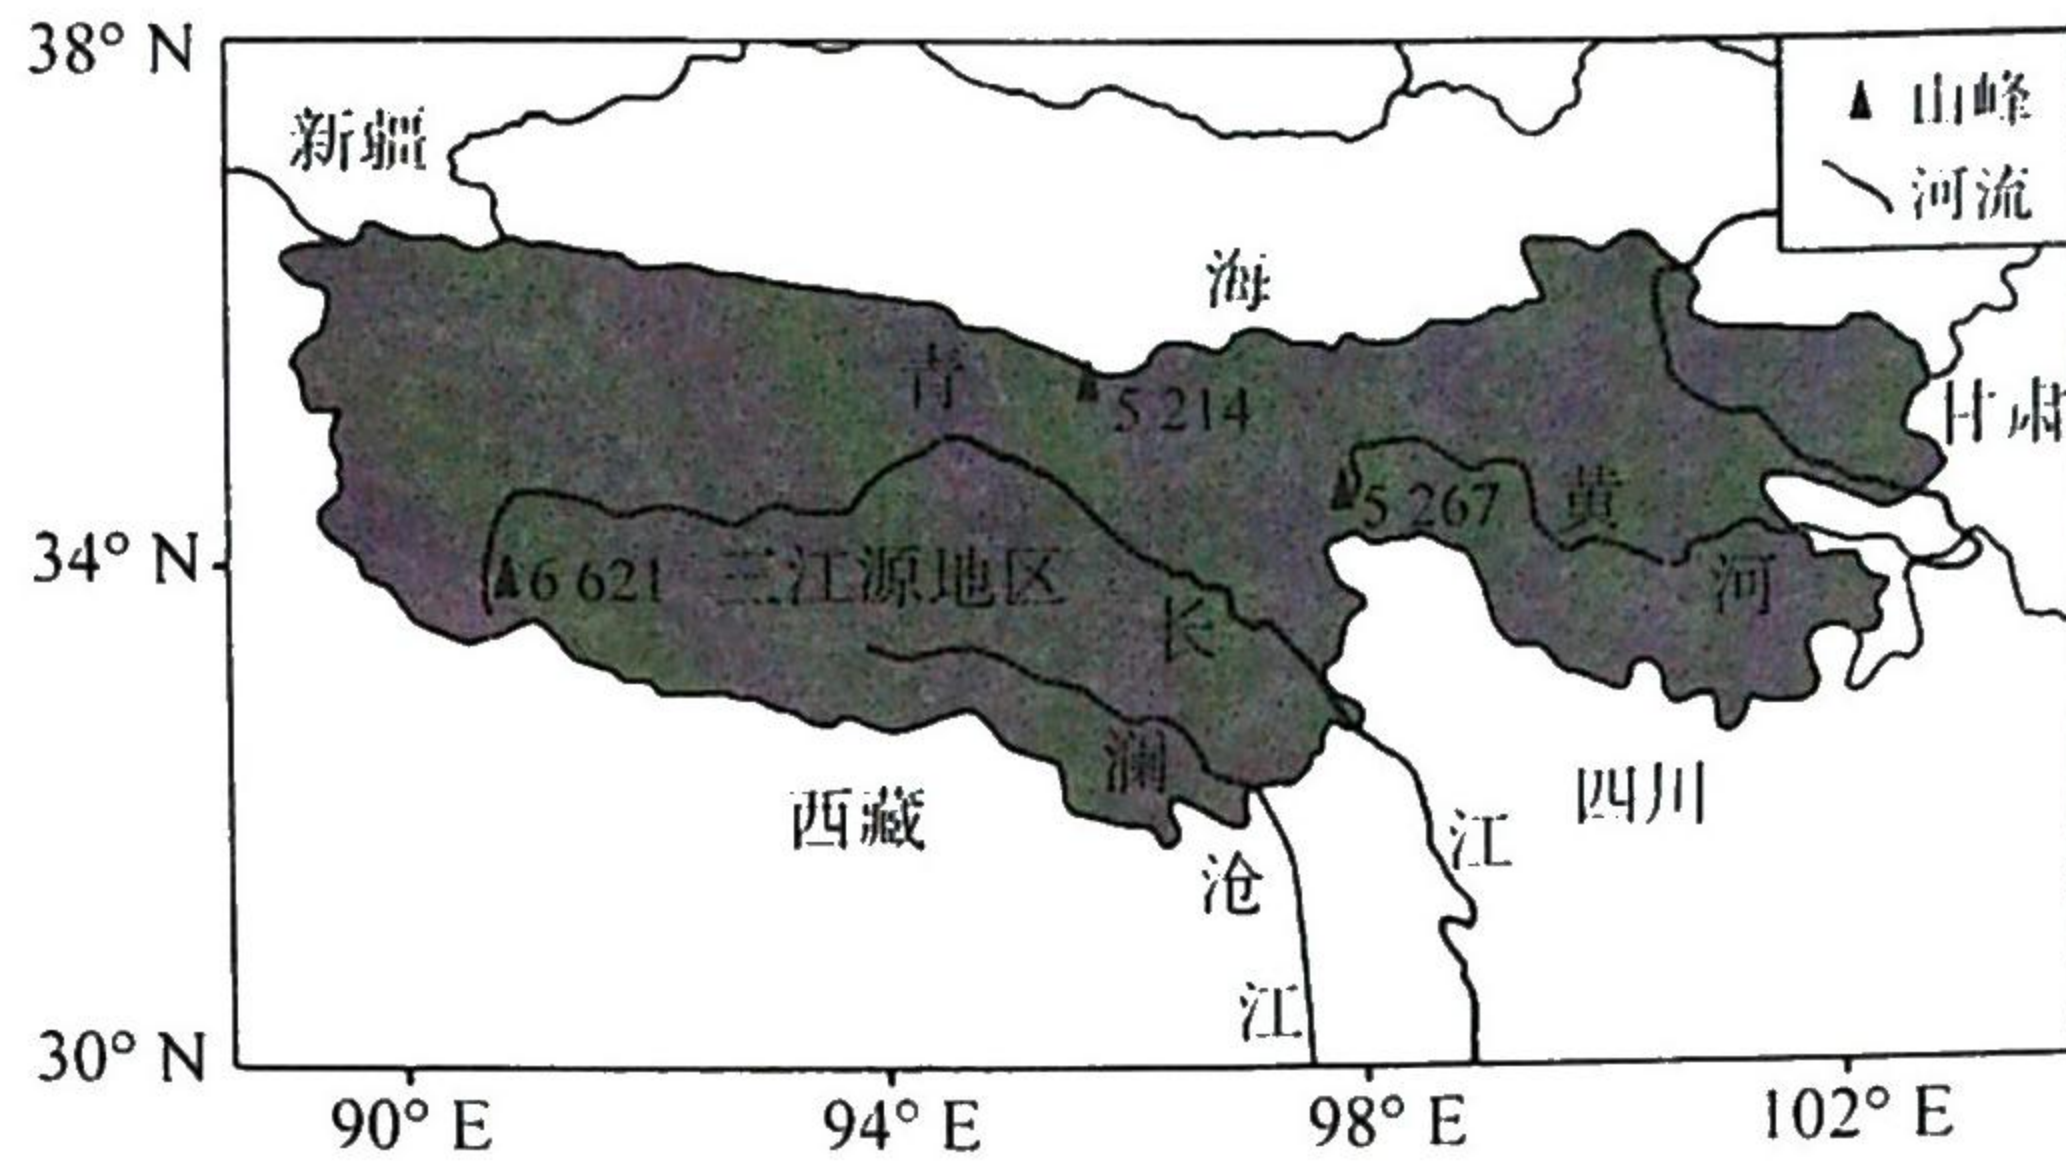 38° N
新疆
▲ 山峰
河流
海
青
5 214
甘肃
5 267
黄
34° N
6 621
三江源地区
长
河
澜
西藏
四川
江
沧
江
30° N
90° E
94° E
98° E
102° E